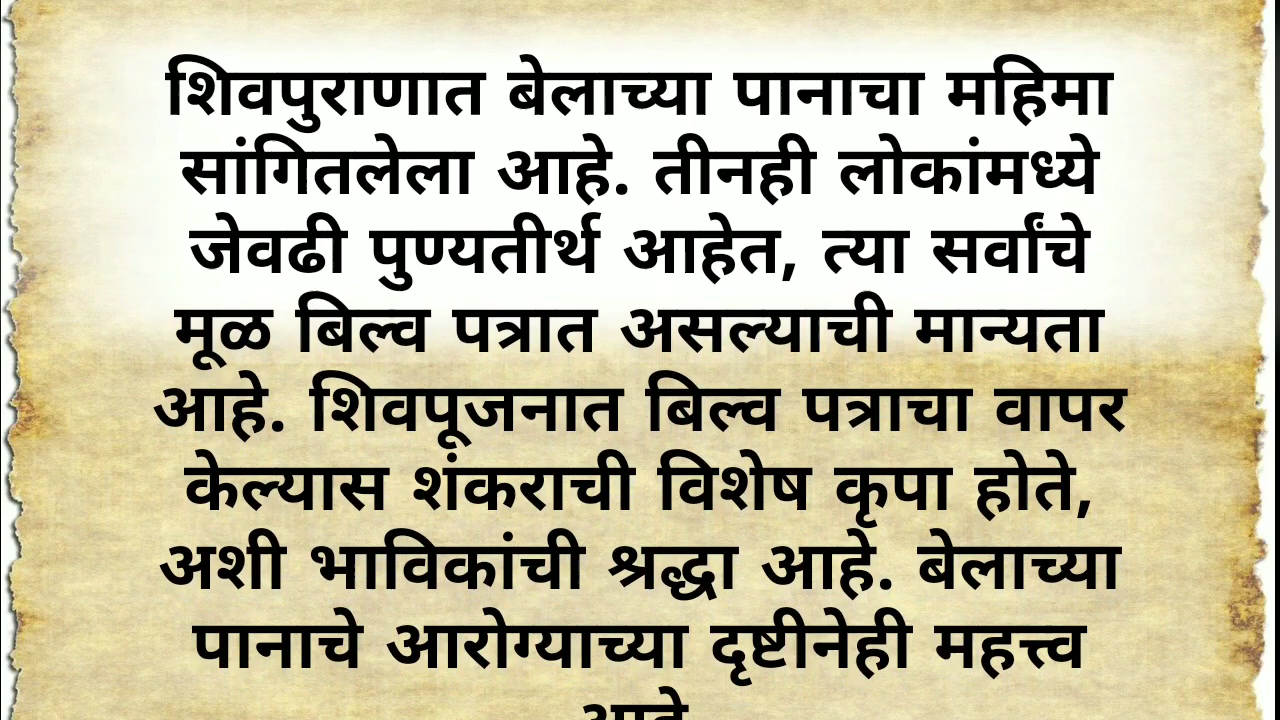 शिवपुराणात बेलाच्या पानाचा महिमा
सांगितलेला आहे. तीनही लोकांमध्ये
जेवढी पुण्यतीर्थ आहेत, त्या सर्वांचे
मूळ बिल्व पत्रात असल्याची मान्यता
आहे. शिवपूजनात बिल्व पत्राचा वापर
केल्यास शंकराची विशेष कृपा होते,
अशी भाविकांची श्रद्धा आहे. बेलाच्या
पानाचे आरोग्याच्या दृष्टीनेही महत्त्व